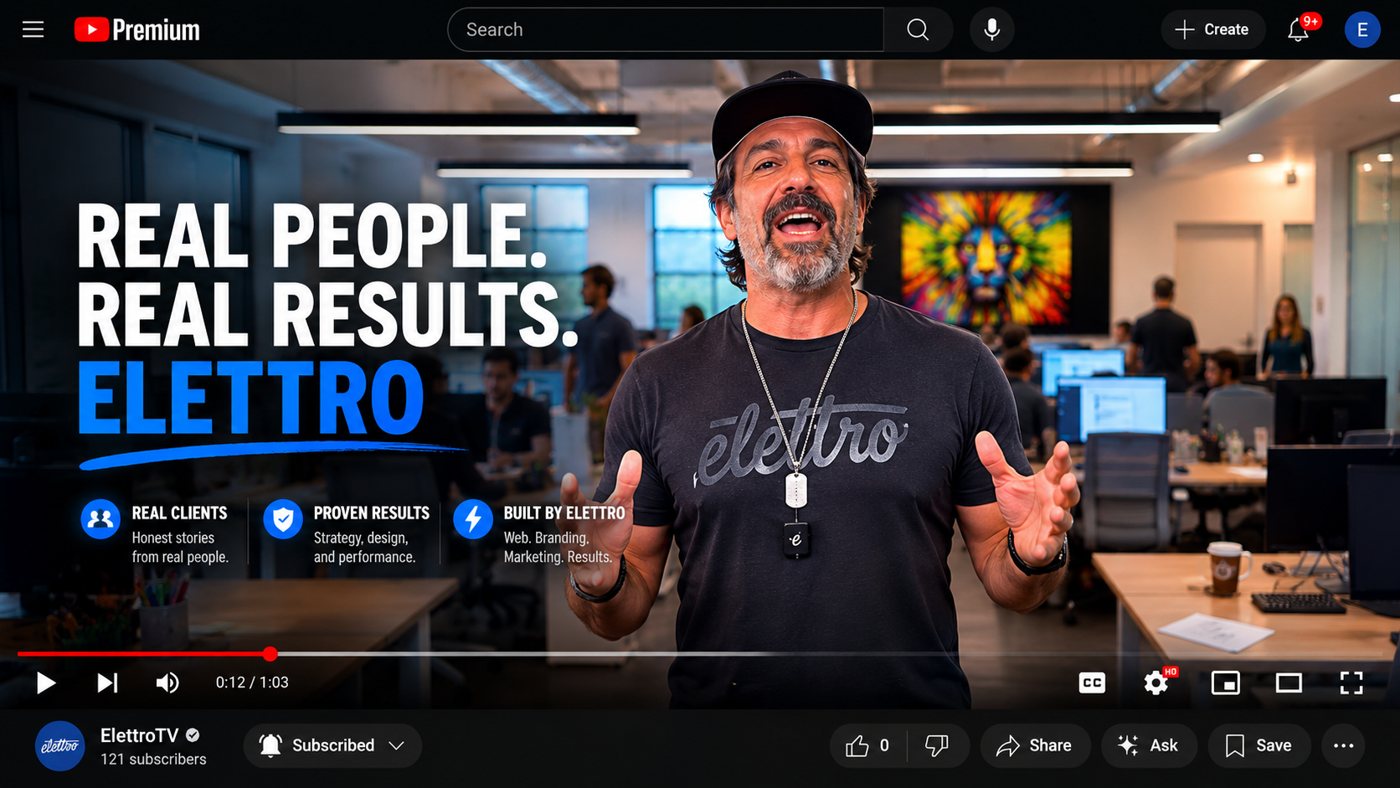 Premium
Search
Create
9+
E
REAL PEOPLE.
REAL RESULTS.
ELETTRO
elettro
REAL CLIENTS
Honest stories
from real people.
PROVEN RESULTS
Strategy, design,
and performance.
BUILT BY ELETTRO
Web. Branding.
Marketing. Results.
é
0:12 / 1:03
CC
HD
elettro
ElettroTV
121 subscribers
Subscribed
0
Share
Ask
Save